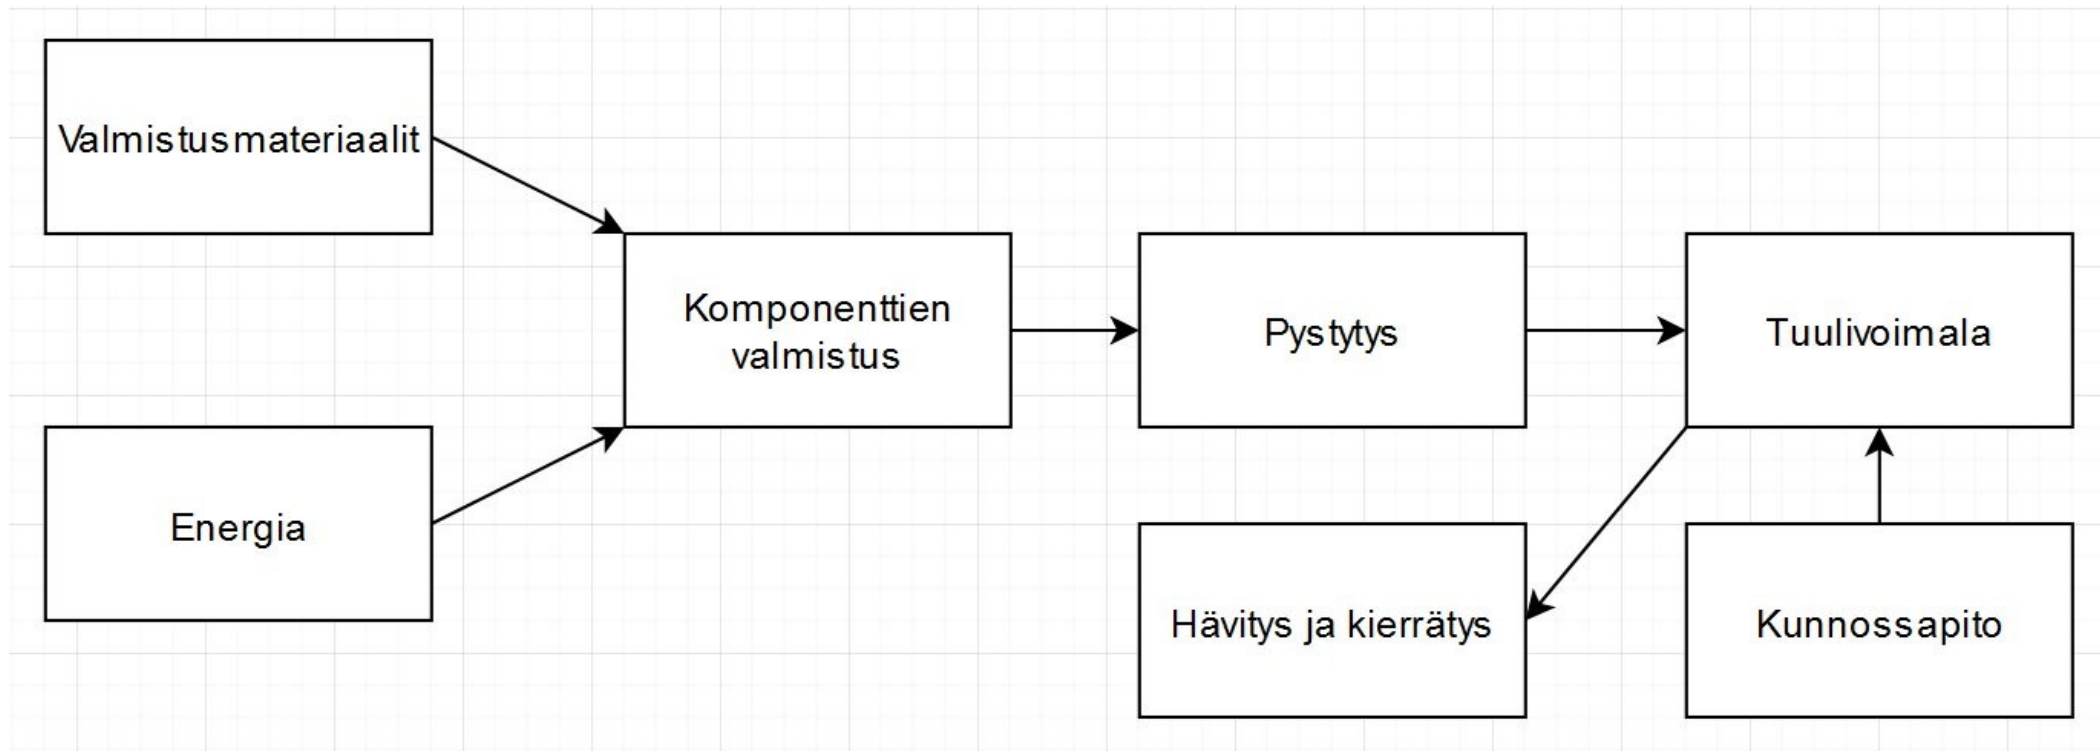 Valmistusmateriaalit
Energia
Komponenttien
valmistus
Pystytys
Tuulivoimala
Hävitys ja kierrätys
Kunnossapito